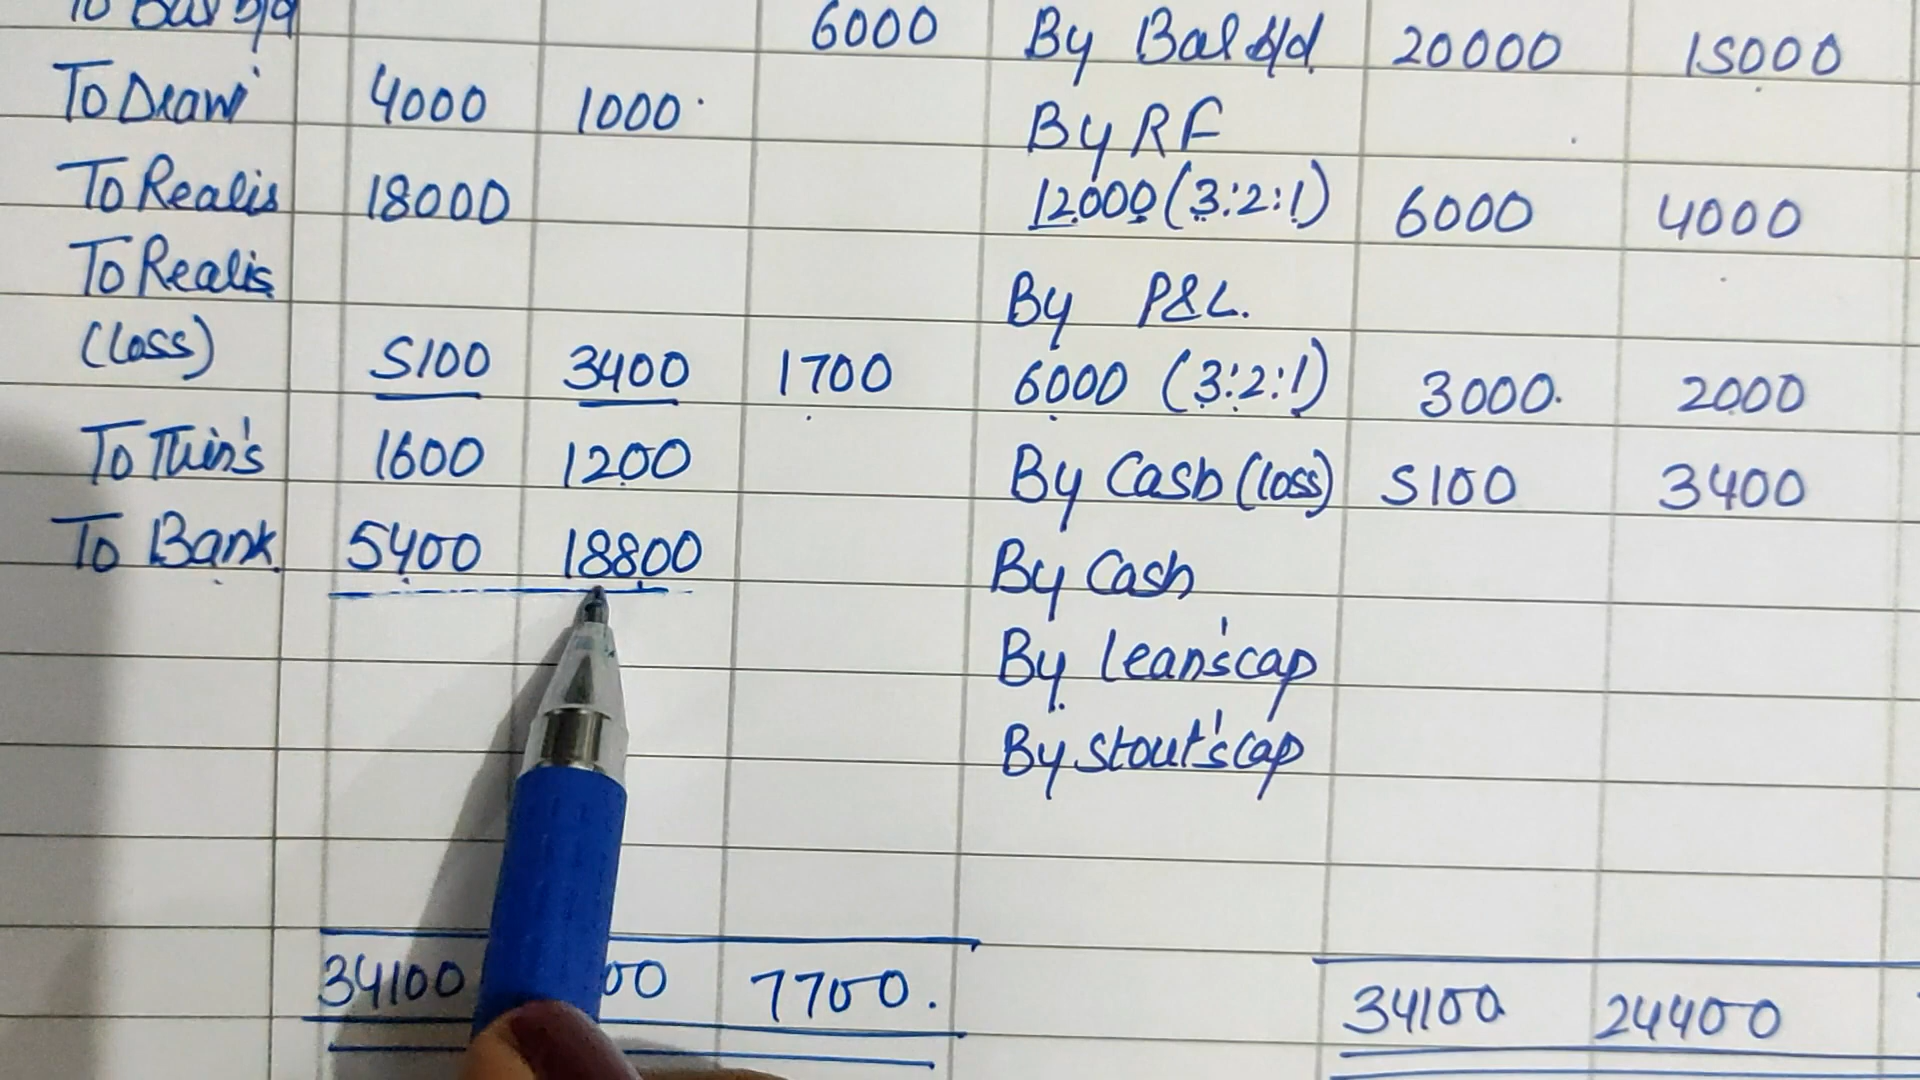 To Bal b/d 6000 By Bal b/d 20000 15000
To Draw 4000 1000 By RF
To Realis 18000 12000 (3:2:1) 6000 4000
To Realis By P&L.
(Loss) 5100 3400 1700 6000 (3:2:1) 3000. 2000
To Thin's 1600 1200 By Cash (loss) 5100 3400
To Bank 5400 18800 By Cash
By lean's cap
By stout's cap
34100 00 7700. 34100 24400